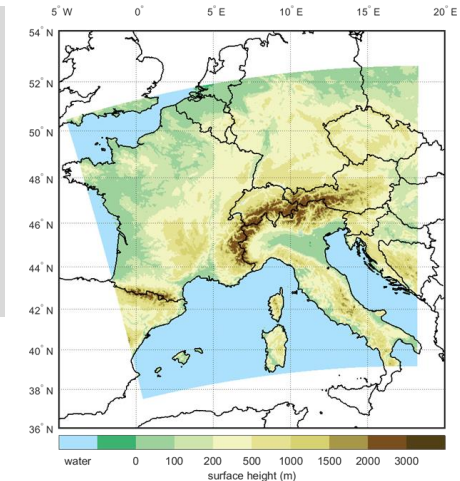 5° W 0° 5° E 10° E 15° E 20° E
54° N
52° N
50° N
48° N
46° N
44° N
42° N
40° N
38° N
36° N
water 0 100 200 500 1000 1500 2000 3000
surface height (m)